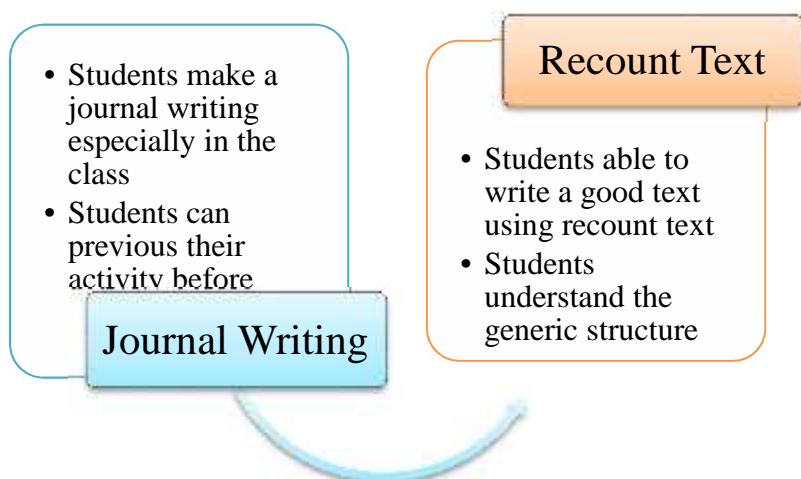 • Students make a
journal writing
especially in the
class
• Students can
previous their
activity before
Journal Writing
Recount Text
• Students able to
write a good text
using recount text
• Students
understand the
generic structure